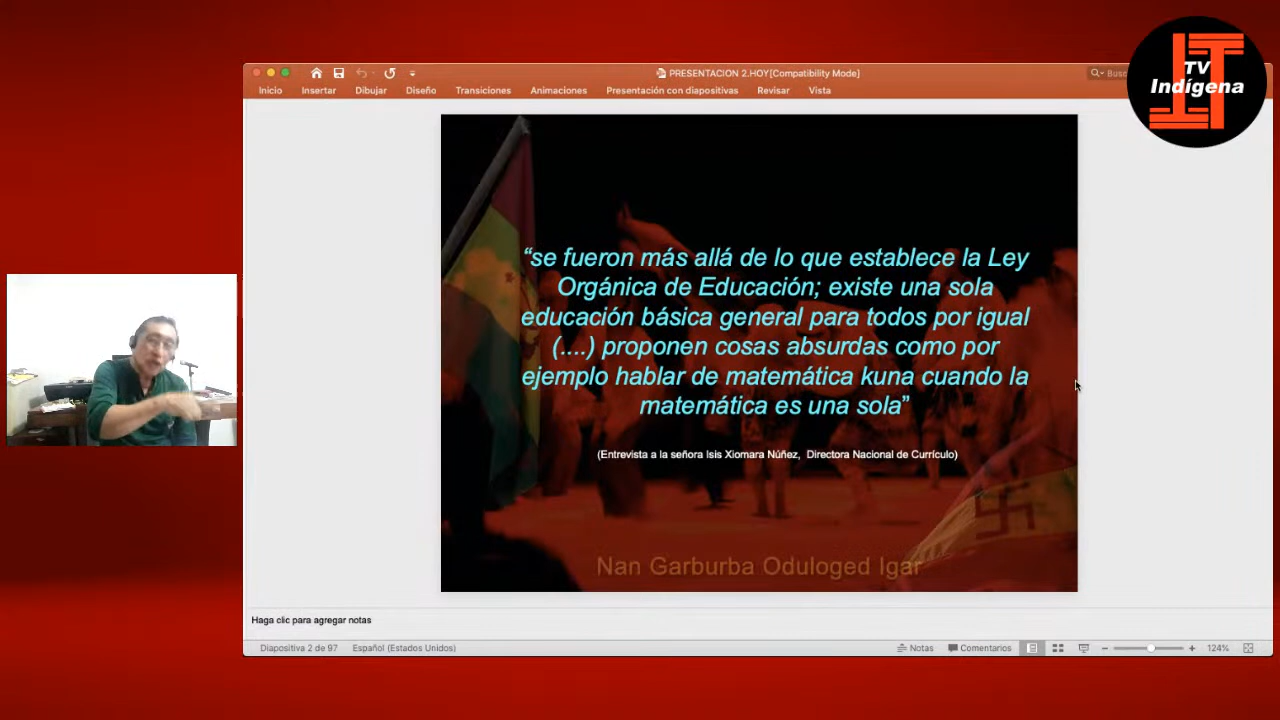 PRESENTACION 2.HOY[Compatibility Mode]
TV
Indígena
Inicio Insertar Dibujar Diseño Transiciones Animaciones Presentación con diapositivas Revisar Vista
“se fueron más allá de lo que establece la Ley
Orgánica de Educación; existe una sola
educación básica general para todos por igual
(....) proponen cosas absurdas como por
ejemplo hablar de matemática kuna cuando la
matemática es una sola”
(Entrevista a la señora Isis Xiomara Núñez, Directora Nacional de Currículo)
Nan Garburba Oduloged Igar
Haga clic para agregar notas
Diapositiva 2 de 97 Español (Estados Unidos) Notas Comentarios 124%